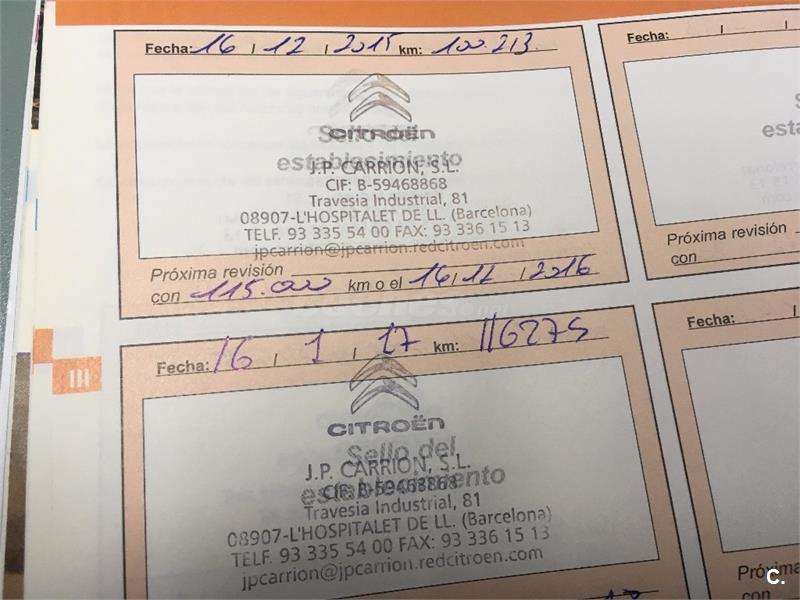 Fecha: 16 / 12 / 2015 km: 100.213
CITROËN
Sello del
establecimiento
J.P. CARRION, S.L.
CIF: B-59468868
Travesia Industrial, 81
08907-L'HOSPITALET DE LL. (Barcelona)
TELF. 93 335 54 00 FAX: 93 336 15 13
jpcarrion@jpcarrion.redcitroen.com
Próxima revisión
con 115.000 km o el 16/12/2016
III
Fecha: 16 / 1 / 17 km: 116275
CITROËN
Sello del
establecimiento
J.P. CARRION, S.L.
CIF: B-59468868
Travesia Industrial, 81
08907-L'HOSPITALET DE LL. (Barcelona)
TELF. 93 335 54 00 FAX: 93 336 15 13
jpcarrion@jpcarrion.redcitroen.com
Fecha: / /
S
esta
Próxima revisión
con
Fecha: /
Próxima
con
C.